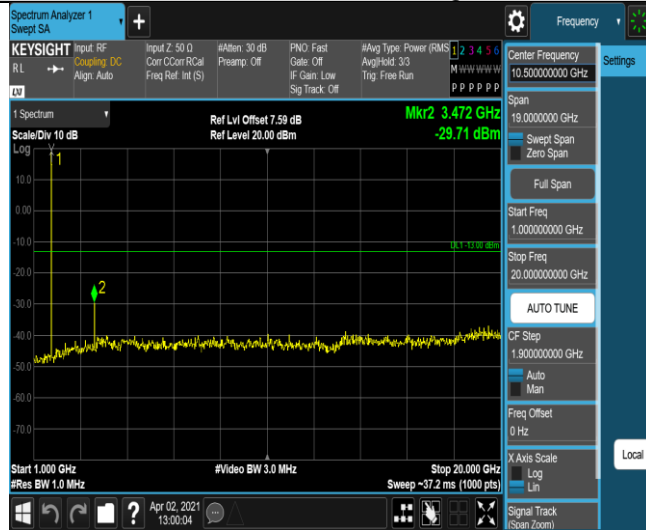 Spectrum Analyzer 1
Swept SA
Frequency
KEYSIGHT
RL
LXI
Input: RF
Coupling: DC
Align: Auto
Input Z: 50 Ω
Corr CCorr RCal
Freq Ref: Int (S)
#Atten: 30 dB
Preamp: Off
PNO: Fast
Gate: Off
IF Gain: Low
Sig Track: Off
#Avg Type: Power (RMS
Avg|Hold: 3/3
Trig: Free Run
1 2 3 4 5 6
M W W W W W
P P P P P P
1 Spectrum
Scale/Div 10 dB
Log
Ref Lvl Offset 7.59 dB
Ref Level 20.00 dBm
Mkr2 3.472 GHz
-29.71 dBm
1
10.0
0.00
-10.0
DL1 -13.00 dBm
-20.0
2
-30.0
-40.0
-50.0
-60.0
-70.0
Start 1.000 GHz
#Res BW 1.0 MHz
#Video BW 3.0 MHz
Stop 20.000 GHz
Sweep ~37.2 ms (1000 pts)
?
Apr 02, 2021
13:00:04
Center Frequency
10.500000000 GHz
Settings
Span
19.0000000 GHz
Swept Span
Zero Span
Full Span
Start Freq
1.000000000 GHz
Stop Freq
20.000000000 GHz
AUTO TUNE
CF Step
1.900000000 GHz
Auto
Man
Freq Offset
0 Hz
X Axis Scale
Log
Lin
Local
Signal Track
(Span Zoom)